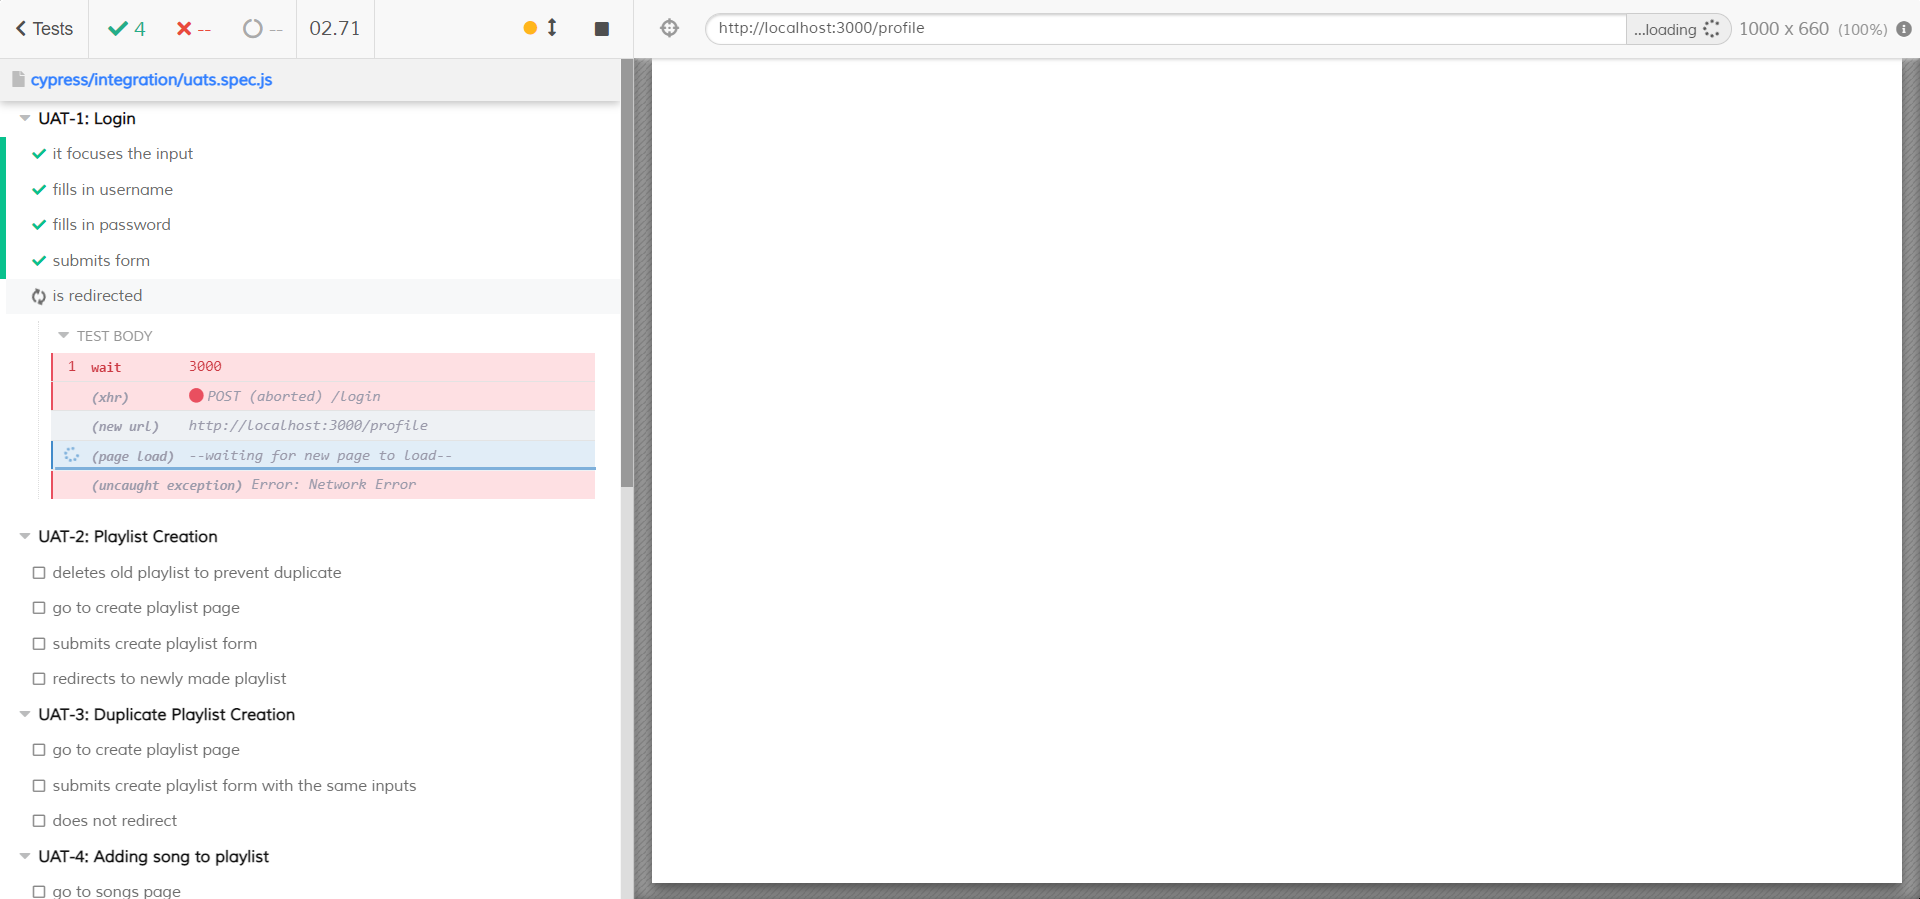 Tests 4 -- -- 02.71
http://localhost:3000/profile ...loading 1000 x 660 (100%)
cypress/integration/uats.spec.js
UAT-1: Login
it focuses the input
fills in username
fills in password
submits form
is redirected
TEST BODY
1 wait 3000
(xhr) POST (aborted) /login
(new url) http://localhost:3000/profile
(page load) --waiting for new page to load--
(uncaught exception) Error: Network Error
UAT-2: Playlist Creation
deletes old playlist to prevent duplicate
go to create playlist page
submits create playlist form
redirects to newly made playlist
UAT-3: Duplicate Playlist Creation
go to create playlist page
submits create playlist form with the same inputs
does not redirect
UAT-4: Adding song to playlist
go to songs page